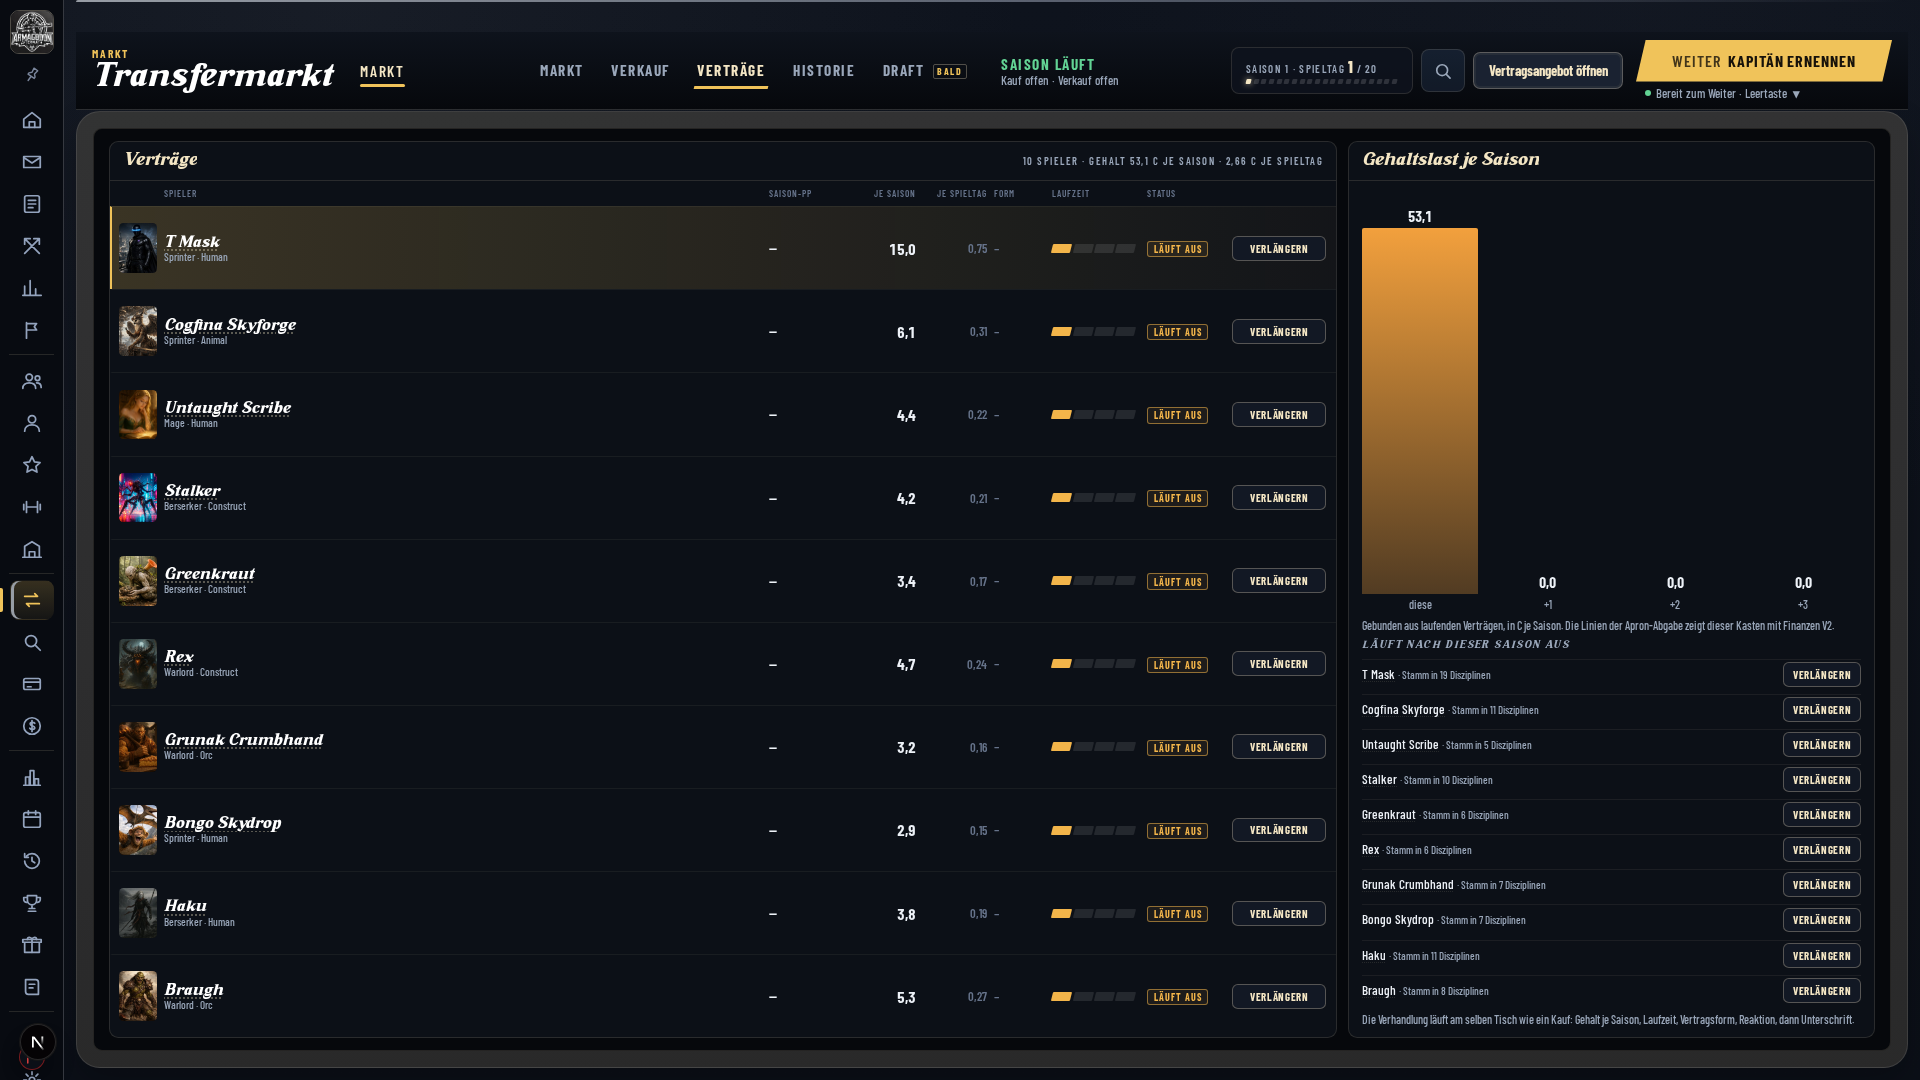 MARKT
Transfermarkt
MARKT
MARKT
VERKAUF
VERTRÄGE
HISTORIE
DRAFT BALD
SAISON LÄUFT
Kauf offen · Verkauf offen
SAISON 1 · SPIELTAG 1 / 20
Vertragsangebot öffnen
WEITER KAPITÄN ERNENNEN
Bereit zum Weiter · Leertaste ▼
Verträge
10 SPIELER · GEHALT 53,1 C JE SAISON · 2,66 C JE SPIELTAG
SPIELER SAISON-PP JE SAISON JE SPIELTAG FORM LAUFZEIT STATUS
T Mask
Sprinter · Human
– 15,0 0,75 – LÄUFT AUS VERLÄNGERN
Cogfina Skyforge
Sprinter · Animal
– 6,1 0,31 – LÄUFT AUS VERLÄNGERN
Untaught Scribe
Mage · Human
– 4,4 0,22 – LÄUFT AUS VERLÄNGERN
Stalker
Berserker · Construct
– 4,2 0,21 – LÄUFT AUS VERLÄNGERN
Greenkraut
Berserker · Construct
– 3,4 0,17 – LÄUFT AUS VERLÄNGERN
Rex
Warlord · Construct
– 4,7 0,24 – LÄUFT AUS VERLÄNGERN
Grunak Crumbhand
Warlord · Orc
– 3,2 0,16 – LÄUFT AUS VERLÄNGERN
Bongo Skydrop
Sprinter · Human
– 2,9 0,15 – LÄUFT AUS VERLÄNGERN
Haku
Berserker · Human
– 3,8 0,19 – LÄUFT AUS VERLÄNGERN
Braugh
Warlord · Orc
– 5,3 0,27 – LÄUFT AUS VERLÄNGERN
Gehaltslast je Saison
53,1 0,0 0,0 0,0
diese +1 +2 +3
Gebunden aus laufenden Verträgen, in C je Saison. Die Linien der Apron-Abgabe zeigt dieser Kasten mit Finanzen V2.
LÄUFT NACH DIESER SAISON AUS
T Mask · Stamm in 19 Disziplinen VERLÄNGERN
Cogfina Skyforge · Stamm in 11 Disziplinen VERLÄNGERN
Untaught Scribe · Stamm in 5 Disziplinen VERLÄNGERN
Stalker · Stamm in 10 Disziplinen VERLÄNGERN
Greenkraut · Stamm in 6 Disziplinen VERLÄNGERN
Rex · Stamm in 6 Disziplinen VERLÄNGERN
Grunak Crumbhand · Stamm in 7 Disziplinen VERLÄNGERN
Bongo Skydrop · Stamm in 7 Disziplinen VERLÄNGERN
Haku · Stamm in 11 Disziplinen VERLÄNGERN
Braugh · Stamm in 8 Disziplinen VERLÄNGERN
Die Verhandlung läuft am selben Tisch wie ein Kauf: Gehalt je Saison, Laufzeit, Vertragsform, Reaktion, dann Unterschrift.
N